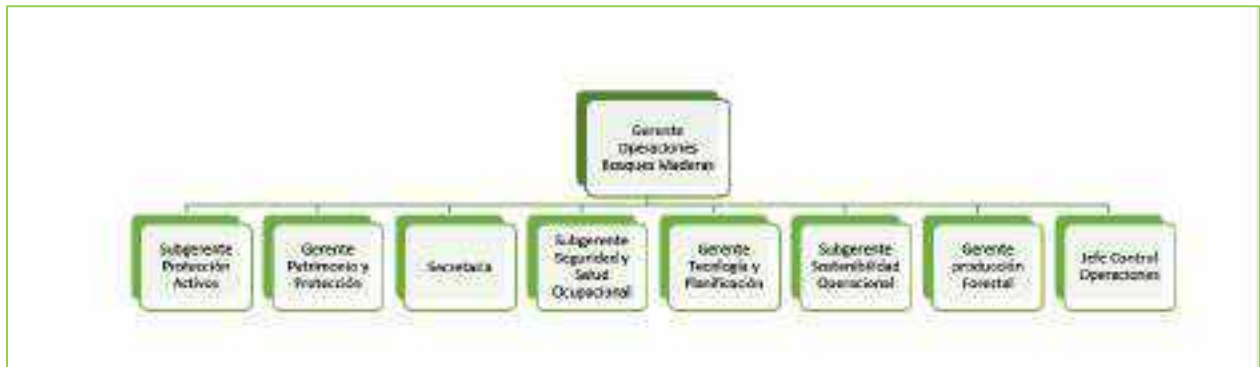 Gerente
Operaciones
Bosques Maderas
Subgerente
Protección
Activos
Gerente
Patrimonio y
Protección
Secretaria
Subgerente
Seguridad y
Salud
Ocupacional
Gerente
Tecnología y
Planificación
Subgerente
Sostenibilidad
Operacional
Gerente
producción
Forestal
Jefe Control
Operaciones